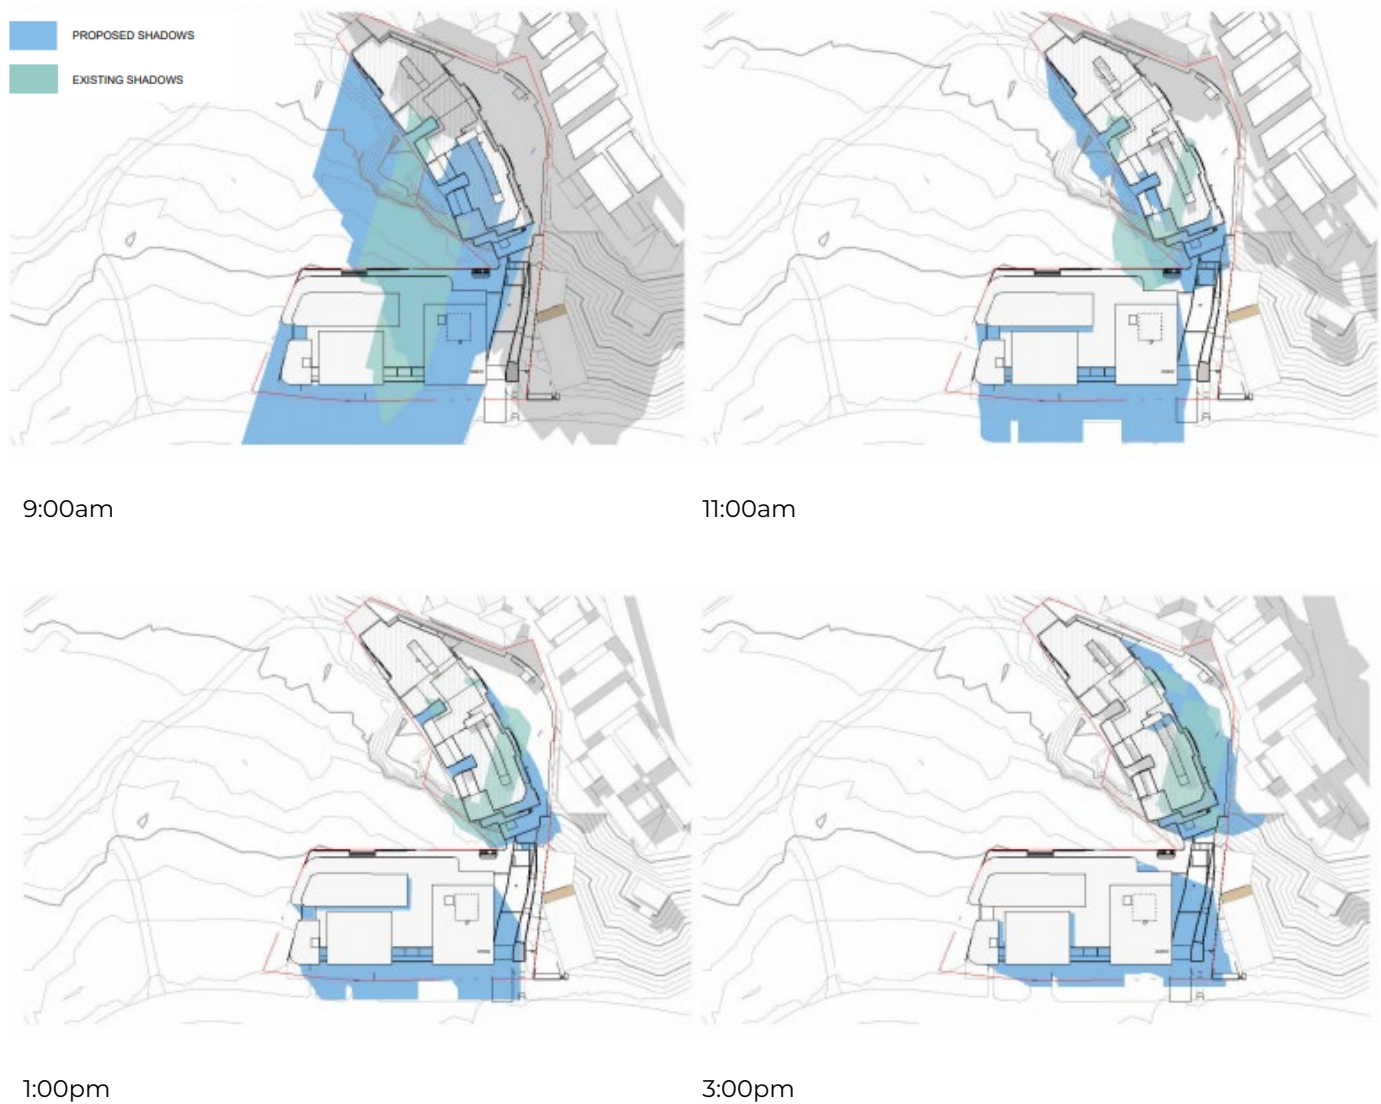 PROPOSED SHADOWS
EXISTING SHADOWS
9:00am
11:00am
1:00pm
3:00pm